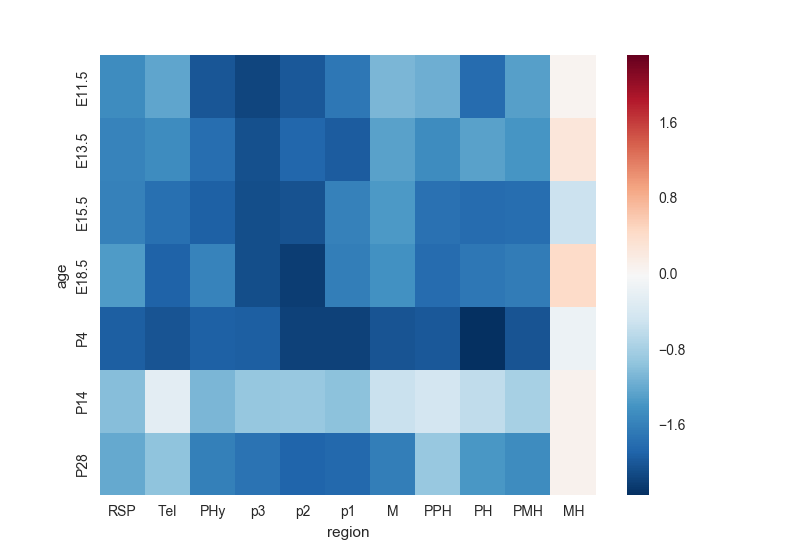 age
E11.5
E13.5
E15.5
E18.5
P4
P14
P28
RSP Tel PHy p3 p2 p1 M PPH PH PMH MH
region
1.6
0.8
0.0
−0.8
−1.6